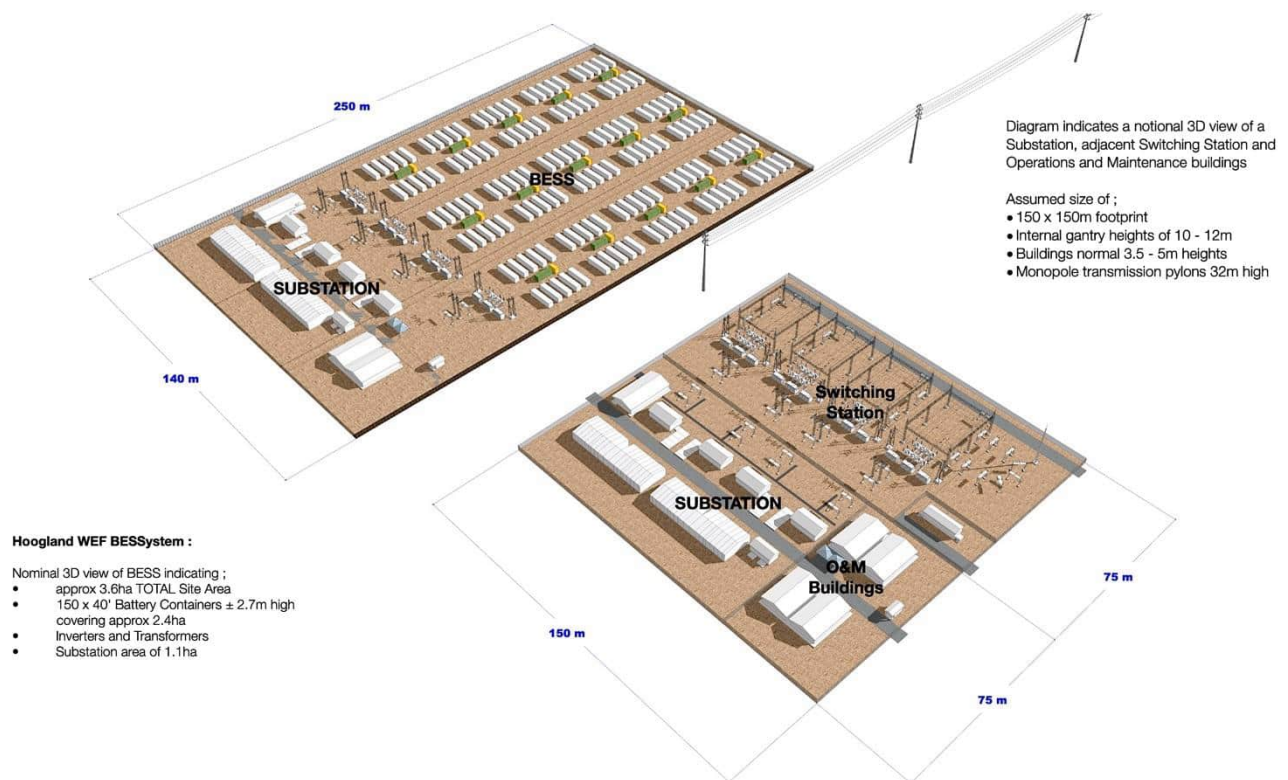 250 m
BESS
SUBSTATION
140 m
Diagram indicates a notional 3D view of a
Substation, adjacent Switching Station and
Operations and Maintenance buildings
Assumed size of ;
• 150 x 150m footprint
• Internal gantry heights of 10 - 12m
• Buildings normal 3.5 - 5m heights
• Monopole transmission pylons 32m high
Switching
Station
SUBSTATION
O&M
Buildings
75 m
75 m
150 m
Hoogland WEF BESSystem :
Nominal 3D view of BESS indicating ;
• approx 3.6ha TOTAL Site Area
• 150 x 40' Battery Containers ± 2.7m high
covering approx 2.4ha
• Inverters and Transformers
• Substation area of 1.1ha